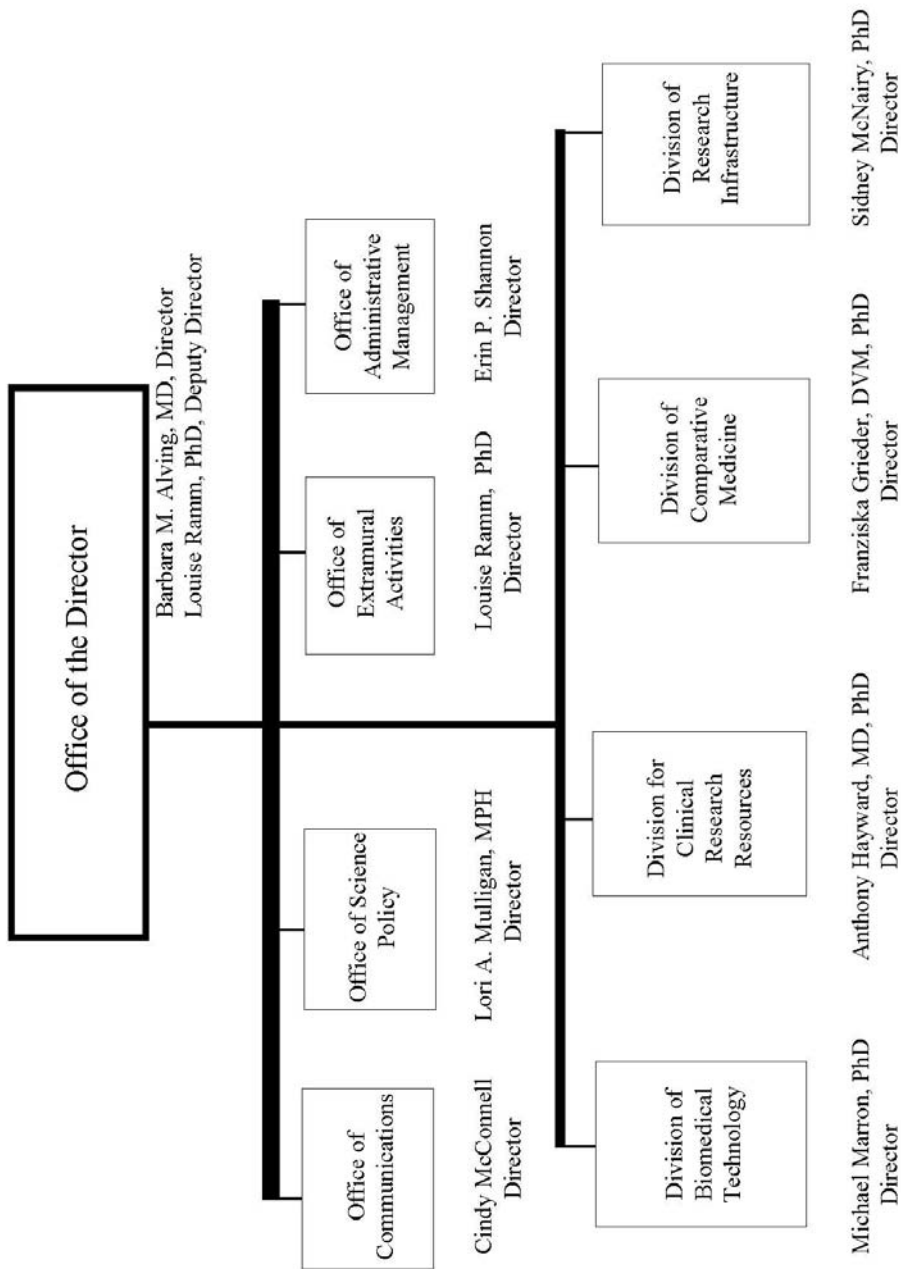 Office of the Director
Barbara M. Alving, MD, Director
Louise Ramm, PhD, Deputy Director
Office of
Communications
Cindy McConnell
Director
Office of Science
Policy
Lori A. Mulligan, MPH
Director
Office of
Extramural
Activities
Louise Ramm, PhD
Director
Office of
Administrative
Management
Erin P. Shannon
Director
Division of
Biomedical
Technology
Michael Marron, PhD
Director
Division for
Clinical
Research
Resources
Anthony Hayward, MD, PhD
Director
Division of
Comparative
Medicine
Franziska Grieder, DVM, PhD
Director
Division of
Research
Infrastructure
Sidney McNairy, PhD
Director